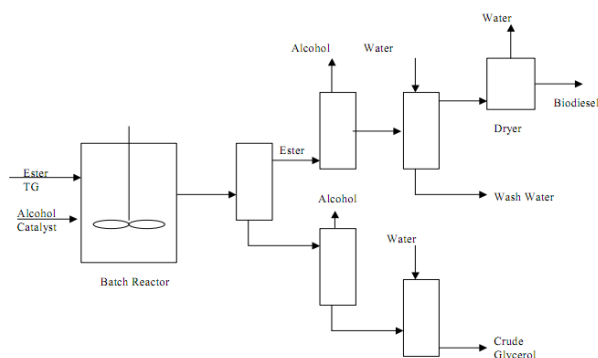 Water
Alcohol
Water
Biodiesel
Dryer
Ester
Ester
TG
Wash Water
Alcohol
Alcohol
Catalyst
Water
Batch Reactor
Crude
Glycerol